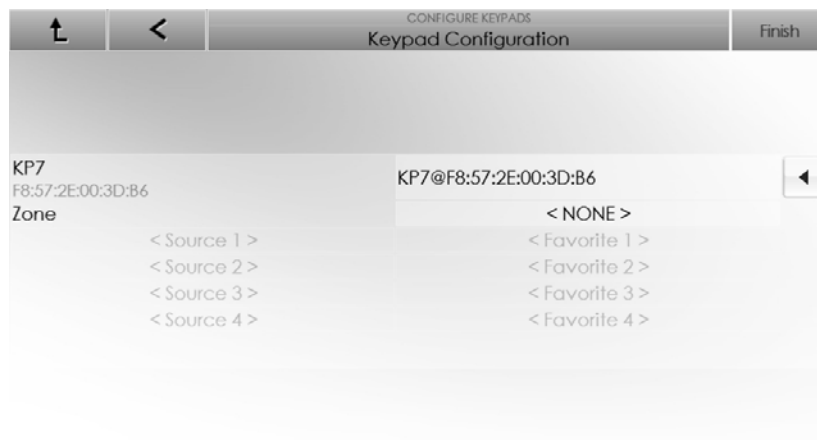 CONFIGURE KEYPADS
Keypad Configuration
Finish
KP7
F8:57:2E:00:3D:B6
KP7@F8:57:2E:00:3D:B6
Zone
< NONE >
< Source 1 >
< Favorite 1 >
< Source 2 >
< Favorite 2 >
< Source 3 >
< Favorite 3 >
< Source 4 >
< Favorite 4 >